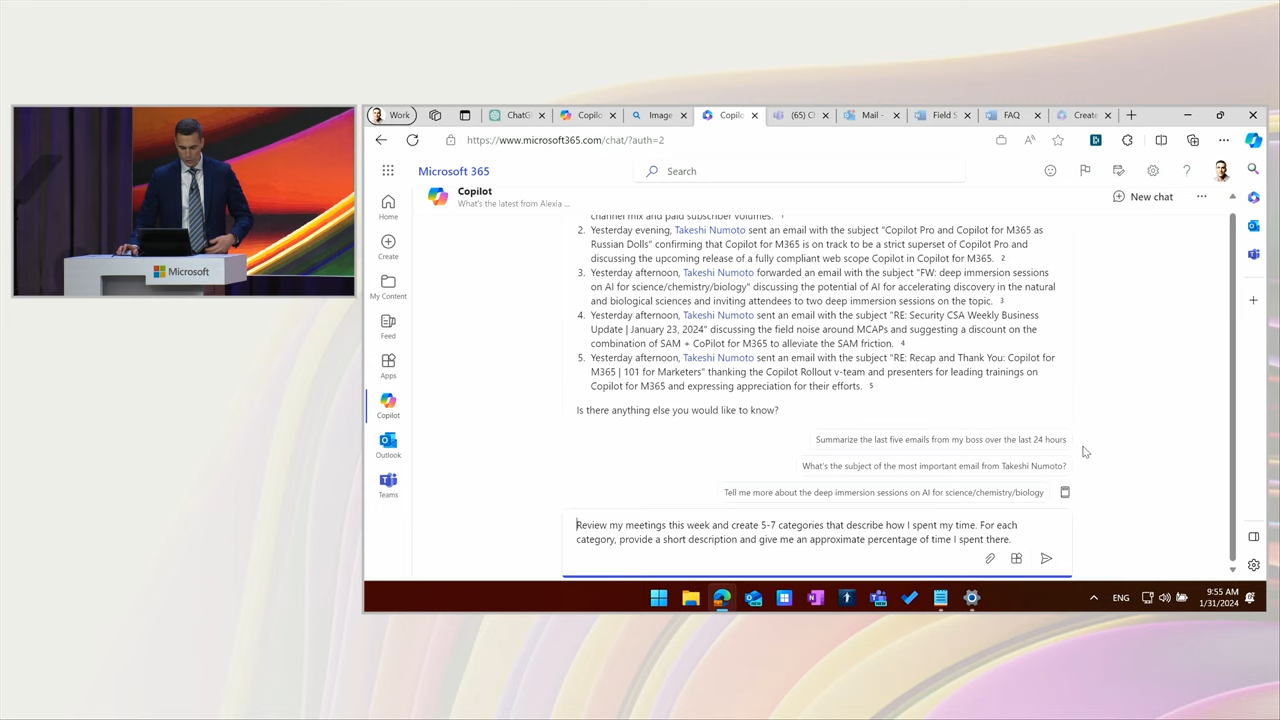 Microsoft
Work
ChatG
Copilo
Image
Copilc
(65) C
Mail -
Field S
FAQ
Create
https://www.microsoft365.com/chat/?auth=2
Microsoft 365
Search
Home
Create
My Content
Feed
Apps
Copilot
Outlook
Teams
Copilot
What's the latest from Alexia ...
New chat
channel mix and paid subscriber volumes. 1
2. Yesterday evening, Takeshi Numoto sent an email with the subject "Copilot Pro and Copilot for M365 as
Russian Dolls" confirming that Copilot for M365 is on track to be a strict superset of Copilot Pro and
discussing the upcoming release of a fully compliant web scope Copilot in Copilot for M365. 2
3. Yesterday afternoon, Takeshi Numoto forwarded an email with the subject "FW: deep immersion sessions
on AI for science/chemistry/biology" discussing the potential of AI for accelerating discovery in the natural
and biological sciences and inviting attendees to two deep immersion sessions on the topic. 3
4. Yesterday afternoon, Takeshi Numoto sent an email with the subject "RE: Security CSA Weekly Business
Update | January 23, 2024" discussing the field noise around MCAPs and suggesting a discount on the
combination of SAM + CoPilot for M365 to alleviate the SAM friction. 4
5. Yesterday afternoon, Takeshi Numoto sent an email with the subject "RE: Recap and Thank You: Copilot for
M365 | 101 for Marketers" thanking the Copilot Rollout v-team and presenters for leading trainings on
Copilot for M365 and expressing appreciation for their efforts. 5
Is there anything else you would like to know?
Summarize the last five emails from my boss over the last 24 hours
What's the subject of the most important email from Takeshi Numoto?
Tell me more about the deep immersion sessions on AI for science/chemistry/biology
Review my meetings this week and create 5-7 categories that describe how I spent my time. For each
category, provide a short description and give me an approximate percentage of time I spent there.
ENG
9:55 AM
1/31/2024